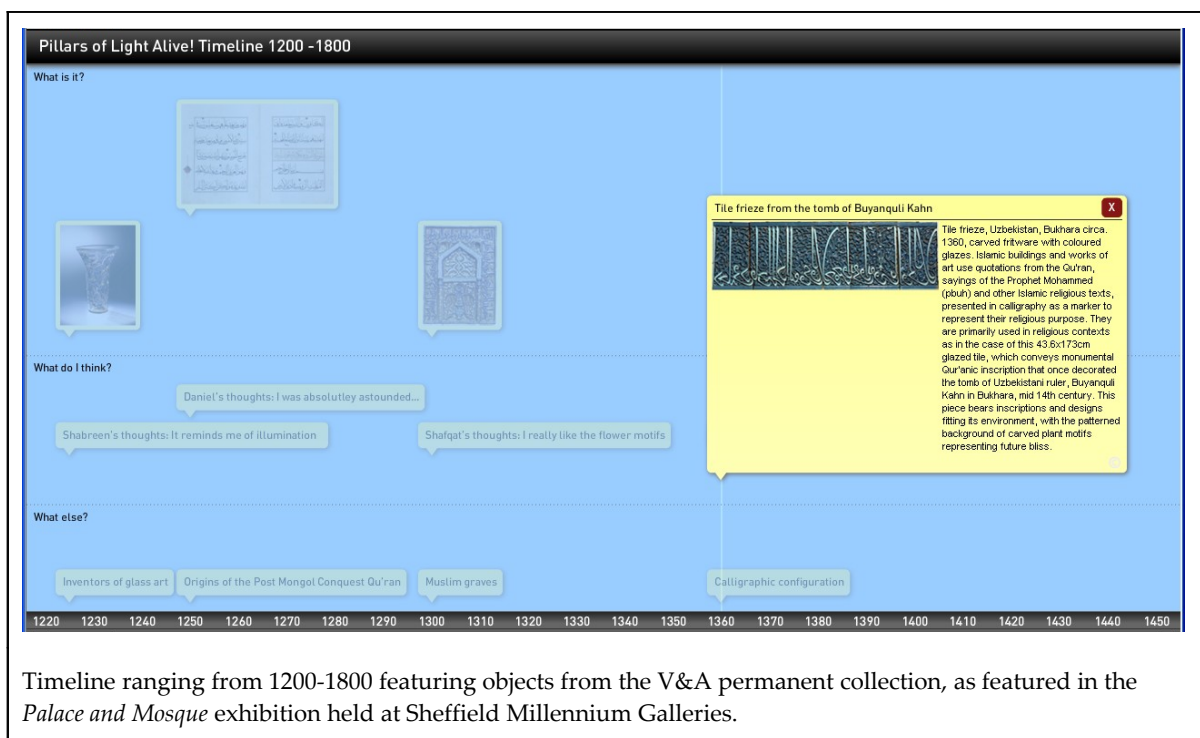 Pillars of Light Alive! Timeline 1200 -1800
What is it?
Tile frieze from the tomb of Buyanquli Kahn
X
Tile frieze, Uzbekistan, Bukhara circa.
1360, carved fritware with coloured
glazes. Islamic buildings and works of
art use quotations from the Qu'ran,
sayings of the Prophet Mohammed
(pbuh) and other Islamic religious texts,
presented in calligraphy as a marker to
represent their religious purpose. They
are primarily used in religious contexts
as in the case of this 43.6x173cm
glazed tile, which conveys monumental
Qur'anic inscription that once decorated
the tomb of Uzbekistani ruler, Buyanquli
Kahn in Bukhara, mid 14th century. This
piece bears inscriptions and designs
fitting its environment, with the patterned
background of carved plant motifs
representing future bliss.
What do I think?
Daniel's thoughts: I was absolutley astounded...
Shabreen's thoughts: It reminds me of illumination
Shafqat's thoughts: I really like the flower motifs
What else?
Inventors of glass art
Origins of the Post Mongol Conquest Qu'ran
Muslim graves
Calligraphic configuration
1220 1230 1240 1250 1260 1270 1280 1290 1300 1310 1320 1330 1340 1350 1360 1370 1380 1390 1400 1410 1420 1430 1440 1450
Timeline ranging from 1200-1800 featuring objects from the V&A permanent collection, as featured in the
Palace and Mosque exhibition held at Sheffield Millennium Galleries.